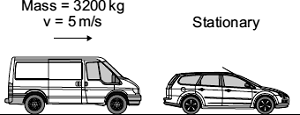 Mass = 3200 kg
v = 5 m/s
Stationary